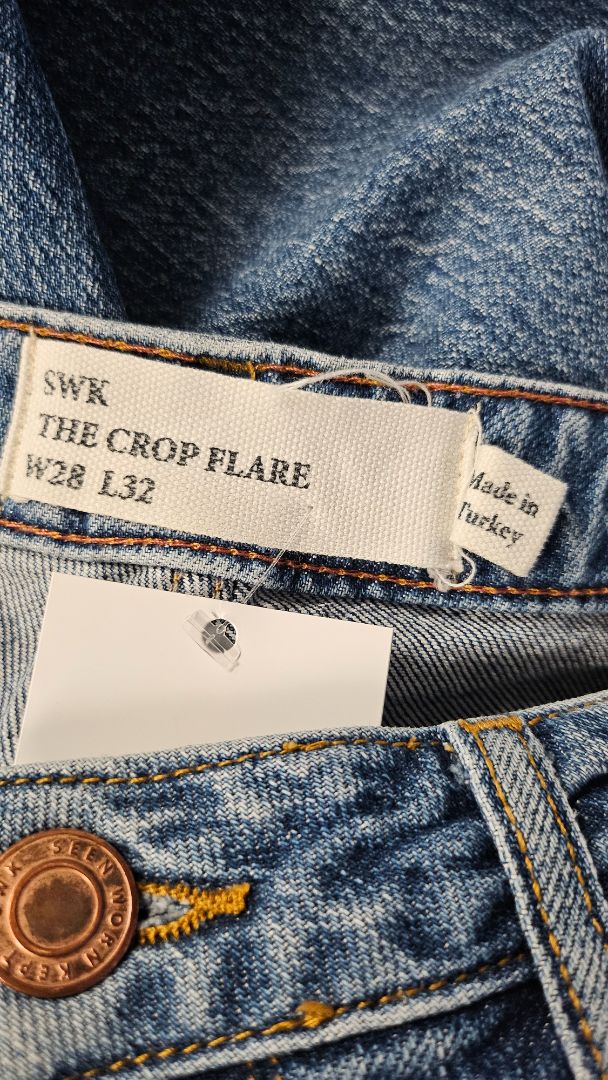 SWK
THE CROP FLARE
W28 L32
Made in
Turkey
SEEN WORN KEPT